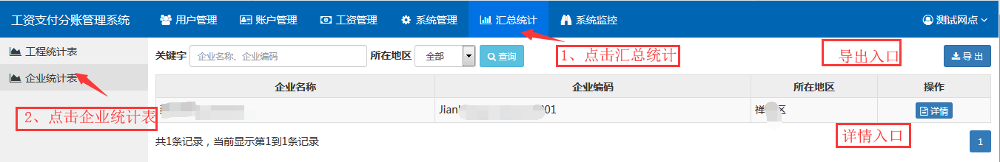 工资支付分账管理系统 用户管理 账户管理 工资管理 系统管理 汇总统计 系统监控 测试网点
工程统计表
企业统计表
关键字 企业名称、企业编码 所在地区 全部 查询 导出
1、点击汇总统计
导出入口
企业名称 企业编码 所在地区 操作
Jian 01 禅 区 详情
2、点击企业统计表
详情入口
共1条记录，当前显示第1到1条记录 1